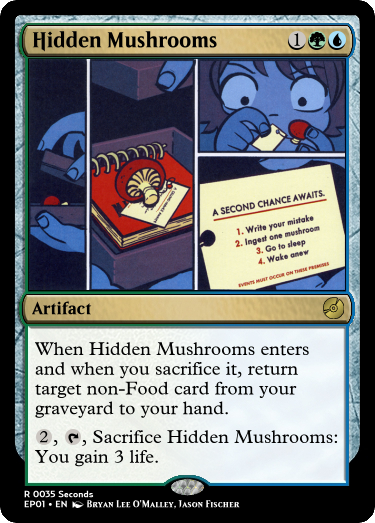 Hidden Mushrooms 1
A SECOND CHANCE AWAITS.
1. Write your mistake
2. Ingest one mushroom
3. Go to sleep
4. Wake anew
EVENTS MUST OCCUR ON THESE PREMISES
Artifact
When Hidden Mushrooms enters
and when you sacrifice it, return
target non-Food card from your
graveyard to your hand.
2, , Sacrifice Hidden Mushrooms:
You gain 3 life.
R 0035 Seconds
EP01 • EN Bryan Lee O'Malley, Jason Fischer